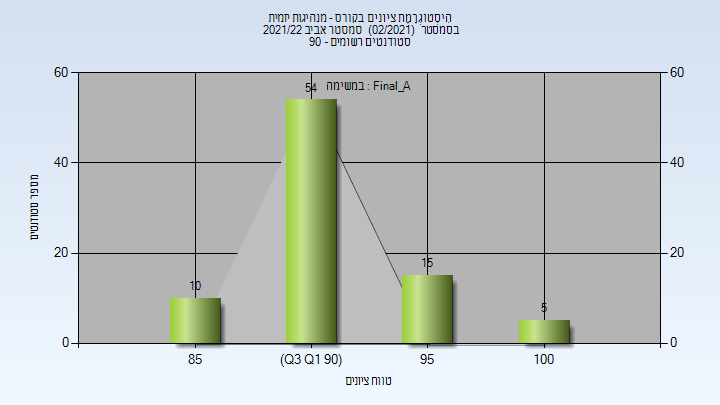 היסטוגרמת ציונים בקורס - מנהיגות יזמית
בסמסטר (02/2021) סמסטר אביב 2021/22
סטודנטים רשומים - 90
במשימה : Final_A
60
40
20
0
60
40
20
0
מספר סטודנטים
10
54
15
5
85
(Q3 Q1 90)
95
100
טווח ציונים